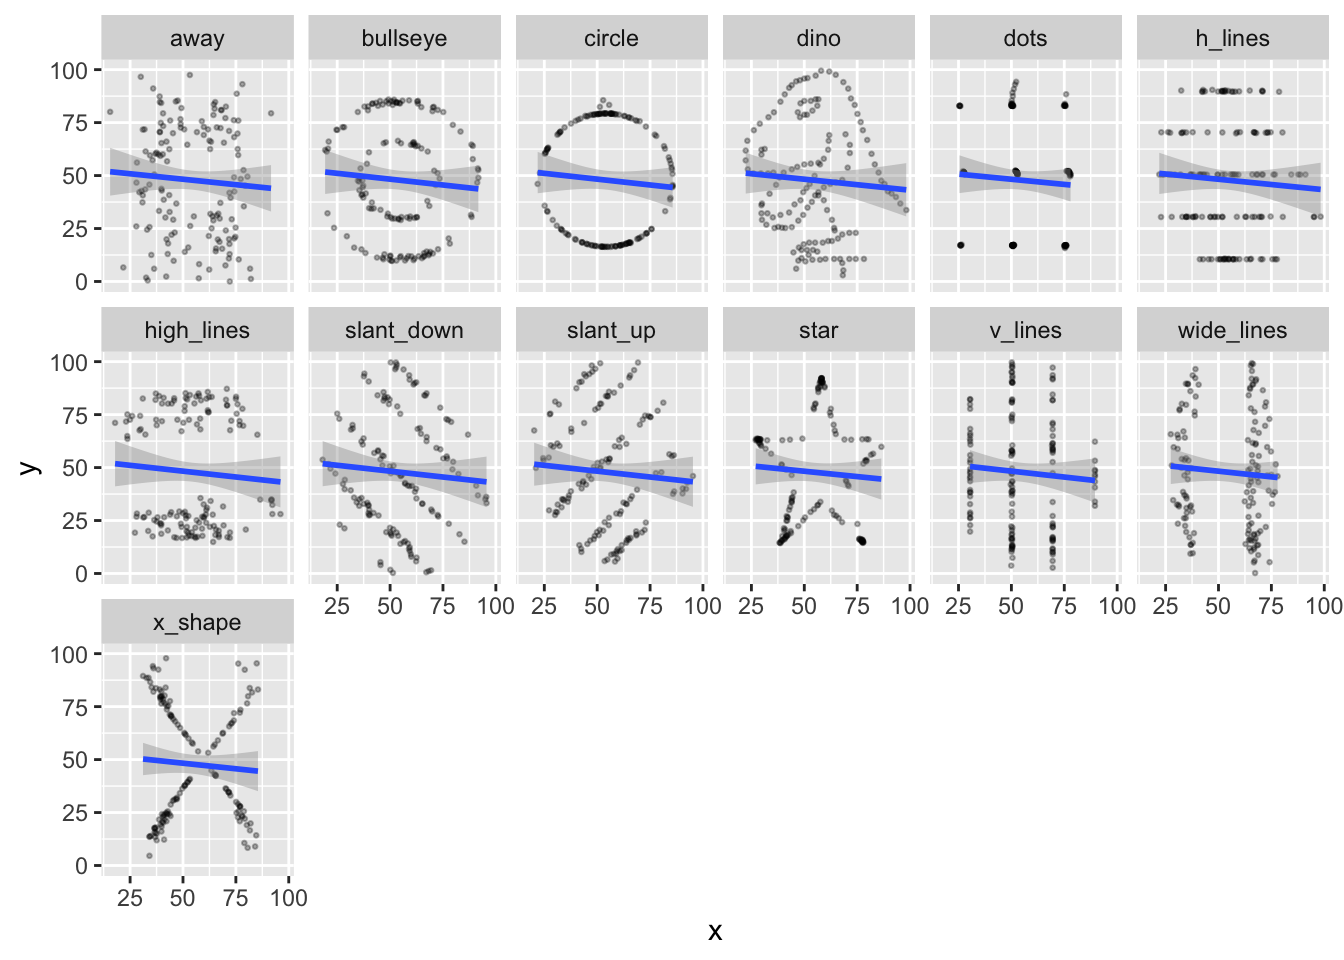 away bullseye circle dino dots h_lines
100
75
50
25
0
high_lines slant_down slant_up star v_lines wide_lines
100
75
50
25
0
25 50 75 100 25 50 75 100 25 50 75 100 25 50 75 100 25 50 75 100
x_shape
100
75
50
25
0
25 50 75 100
x
y